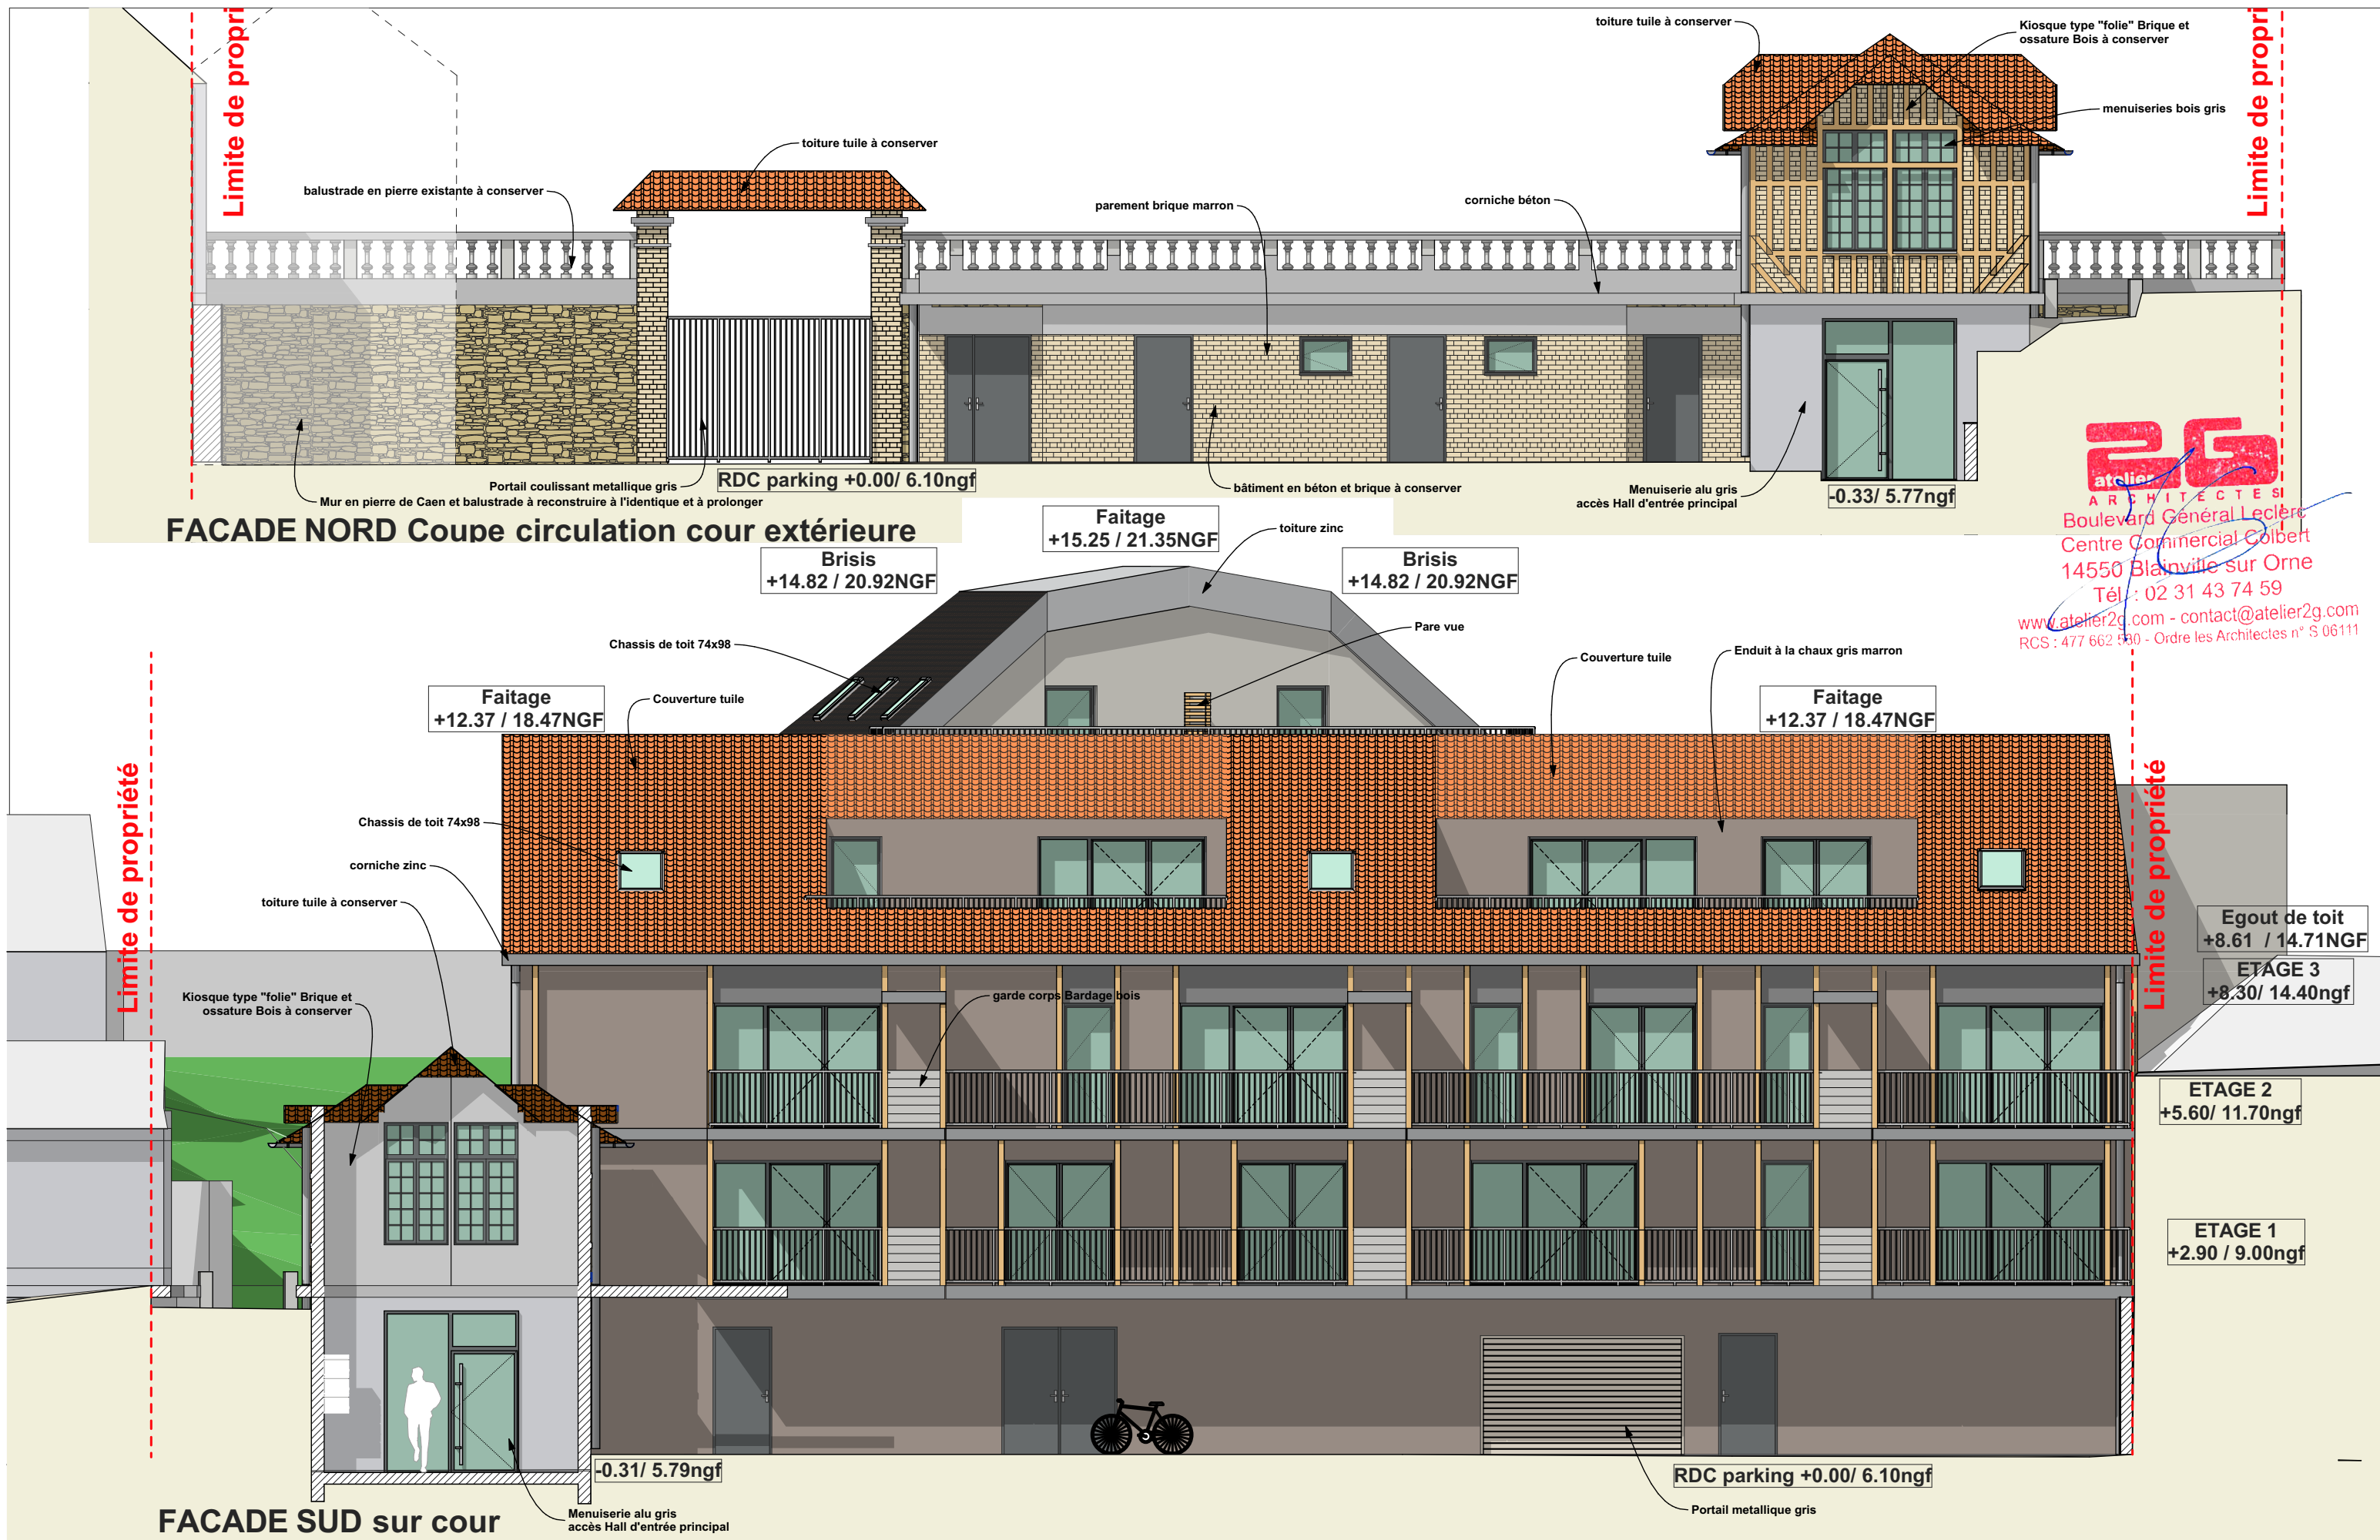 Limite de propri
toiture tuile à conserver
Kiosque type "folie" Brique et
ossature Bois à conserver
Limite de propri
menuiseries bois gris
toiture tuile à conserver
balustrade en pierre existante à conserver
parement brique marron
corniche béton
Portail coulissant metallique gris
RDC parking +0.00/ 6.10ngf
Mur en pierre de Caen et balustrade à reconstruire à l'identique et à prolonger
bâtiment en béton et brique à conserver
Menuiserie alu gris
accès Hall d'entrée principal
-0.33/ 5.77ngf
FACADE NORD Coupe circulation cour extérieure
2G
atelier
ARCHITECTES
Boulevard Général Leclerc
Centre Commercial Colbert
14550 Blainville sur Orne
Tél. : 02 31 43 74 59
www.atelier2g.com - contact@atelier2g.com
RCS : 477 662 - Ordre les Architectes n° S 06111
Faitage
+15.25 / 21.35NGF
toiture zinc
Brisis
+14.82 / 20.92NGF
Brisis
+14.82 / 20.92NGF
Chassis de toit 74x98
Pare vue
Couverture tuile
Enduit à la chaux gris marron
Faitage
+12.37 / 18.47NGF
Couverture tuile
Faitage
+12.37 / 18.47NGF
Limite de propriété
Limite de propriété
Chassis de toit 74x98
corniche zinc
toiture tuile à conserver
Egout de toit
+8.61 / 14.71NGF
ETAGE 3
+8.30/ 14.40ngf
Kiosque type "folie" Brique et
ossature Bois à conserver
garde corps Bardage bois
ETAGE 2
+5.60/ 11.70ngf
ETAGE 1
+2.90 / 9.00ngf
-0.31/ 5.79ngf
RDC parking +0.00/ 6.10ngf
Menuiserie alu gris
accès Hall d'entrée principal
Portail metallique gris
FACADE SUD sur cour